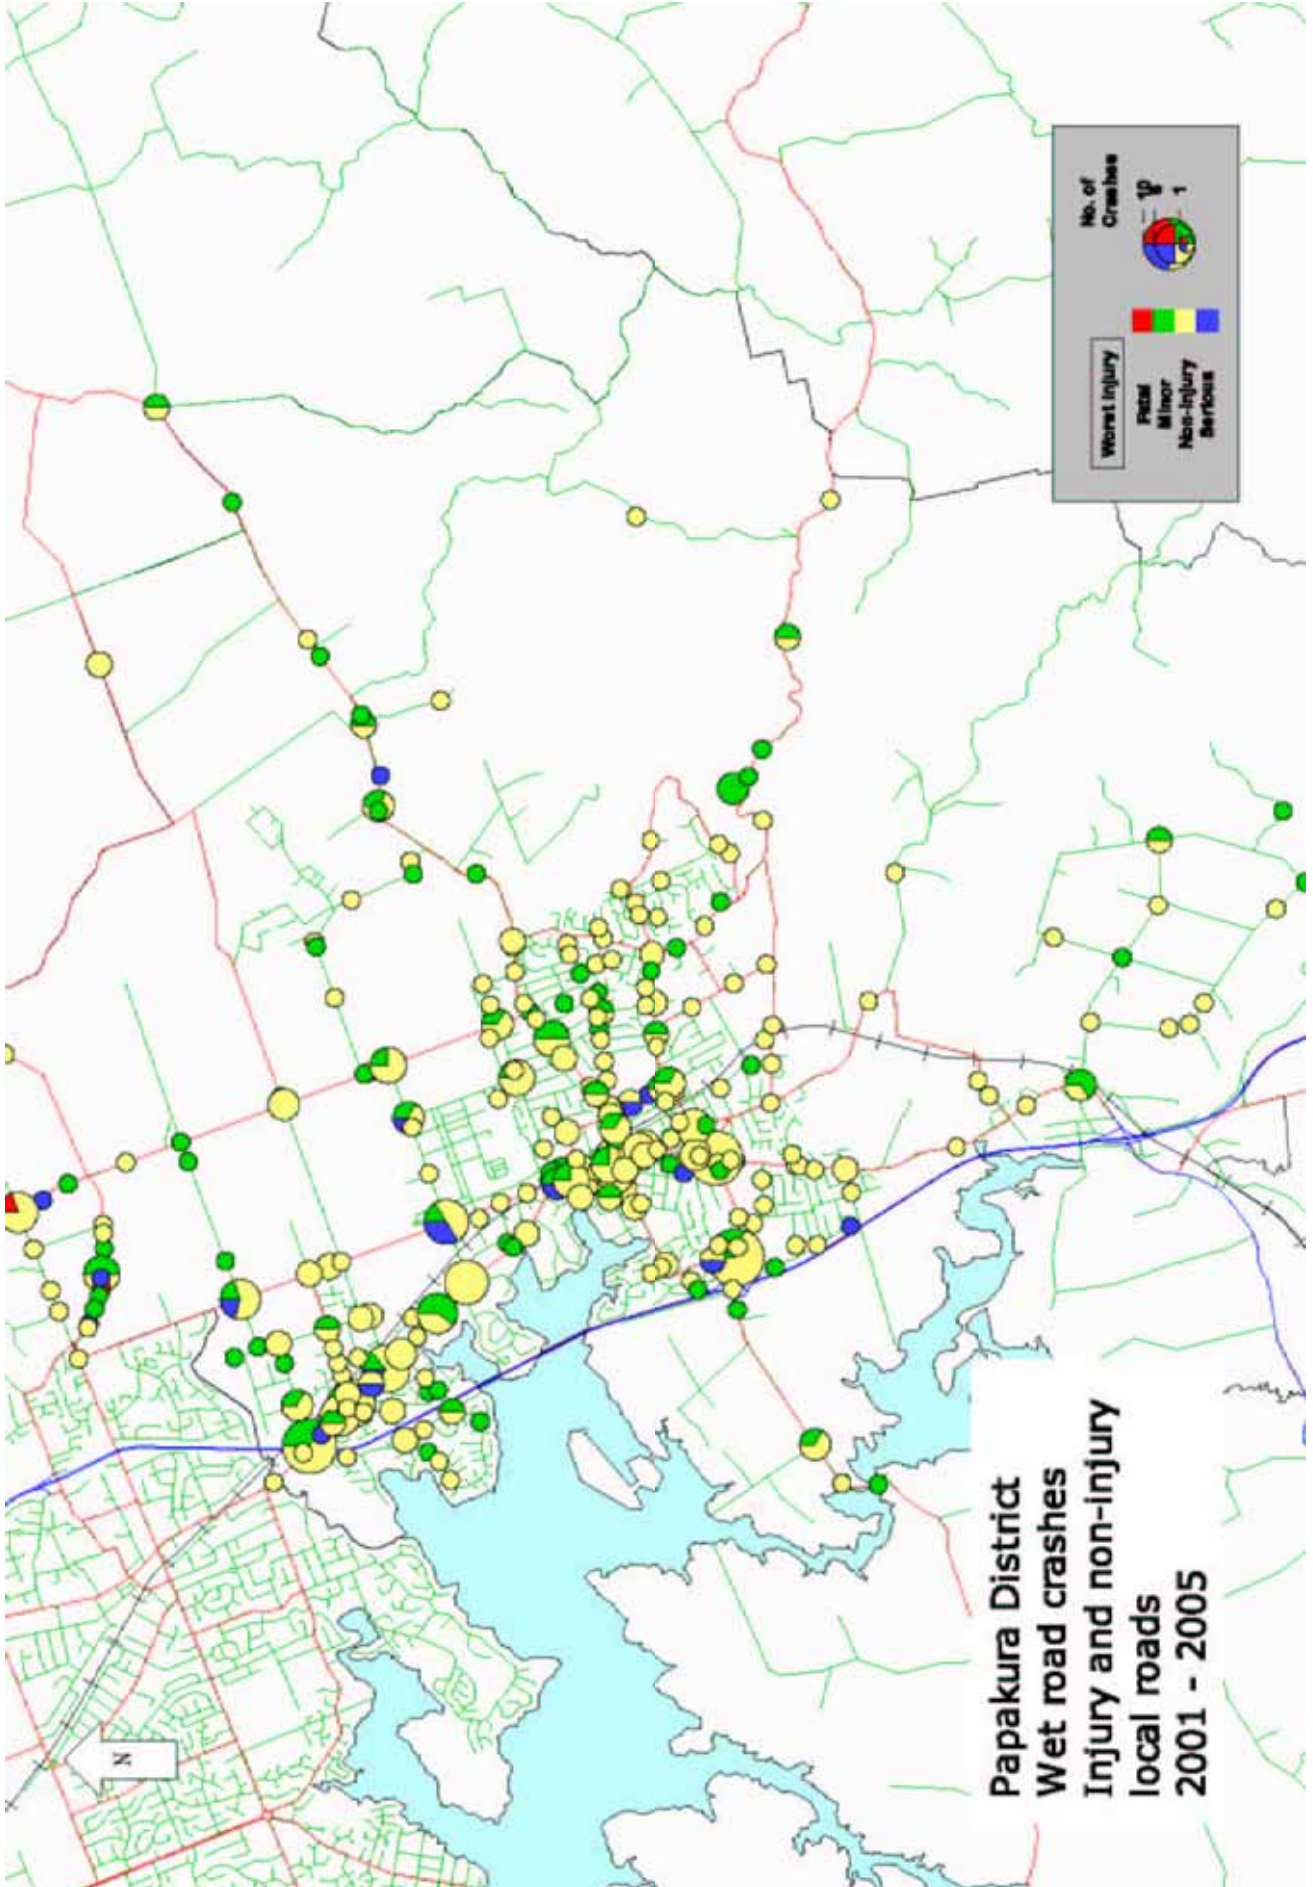 Papakura District
Wet road crashes
Injury and non-injury
local roads
2001 - 2005
N
Worst Injury
Fatal
Minor
Non-injury
Serious
No. of
Crashes
10
1